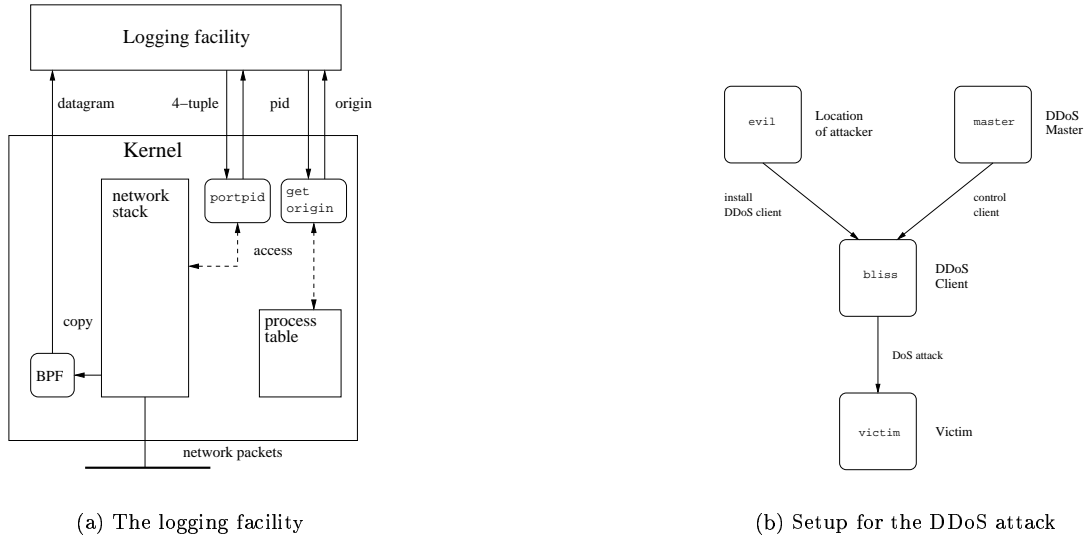 Logging facility
datagram
4–tuple
pid
origin
Kernel
network
stack
portpid
get
origin
access
copy
process
table
BPF
network packets
(a) The logging facility
evil
Location
of attacker
master
DDoS
Master
install
DDoS client
control
client
bliss
DDoS
Client
DoS attack
victim
Victim
(b) Setup for the DDoS attack